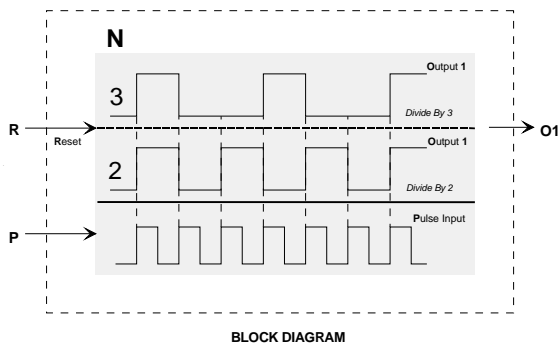 N
Output 1
3
Divide By 3
R
Reset
O1
Output 1
2
Divide By 2
Pulse Input
P
BLOCK DIAGRAM